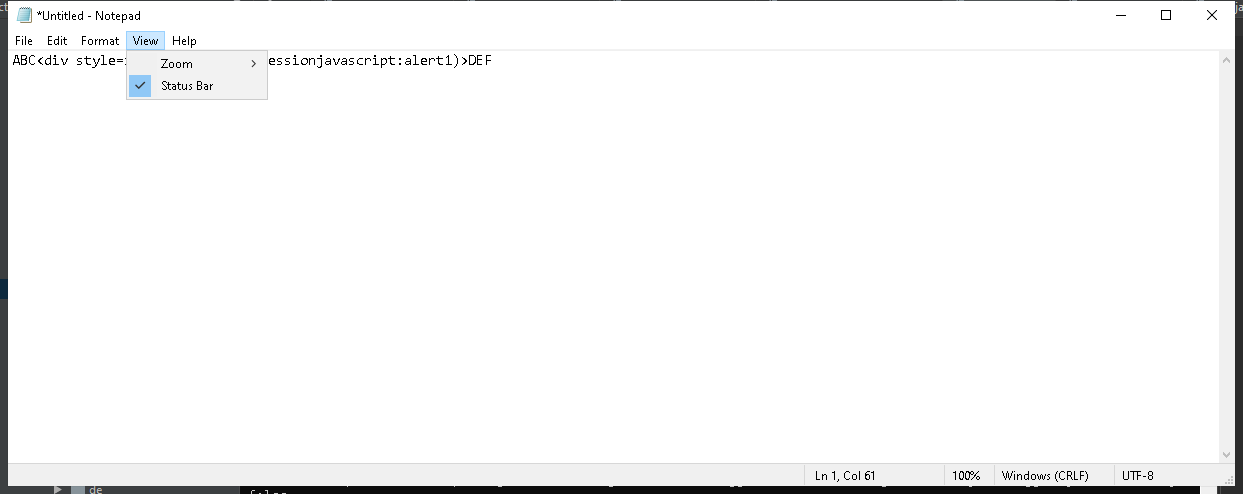 *Untitled - Notepad
File Edit Format View Help
ABC<div style= essionjavascript:alert1)>DEF
Zoom
Status Bar
Ln 1, Col 61 100% Windows (CRLF) UTF-8
de